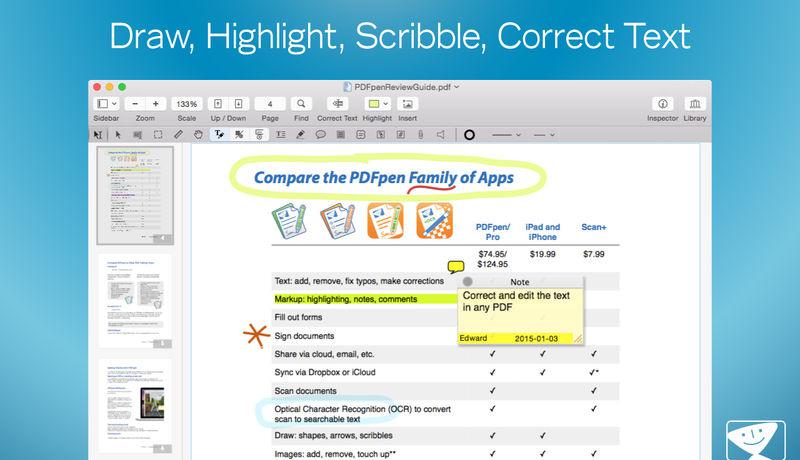 Draw, Highlight, Scribble, Correct Text
PDFpenReviewGuide.pdf
133%
4
Sidebar
Zoom
Scale
Up / Down
Page
Find
Correct Text
Highlight
Insert
Inspector
Library
Compare the PDFpen Family of Apps
PDFpen/
Pro
iPad and
iPhone
Scan+
$74.95/
$124.95
$19.99
$7.99
Text: add, remove, fix typos, make corrections
Note
Correct and edit the text
in any PDF
Edward 2015-01-03
Markup: highlighting, notes, comments
Fill out forms
Sign documents
Share via cloud, email, etc. ✓ ✓ ✓
Sync via Dropbox or iCloud ✓ ✓ ✓*
Scan documents ✓ ✓
Optical Character Recognition (OCR) to convert ✓ ✓
scan to searchable text
Draw: shapes, arrows, scribbles ✓ ✓
Images: add, remove, touch up** ✓ ✓